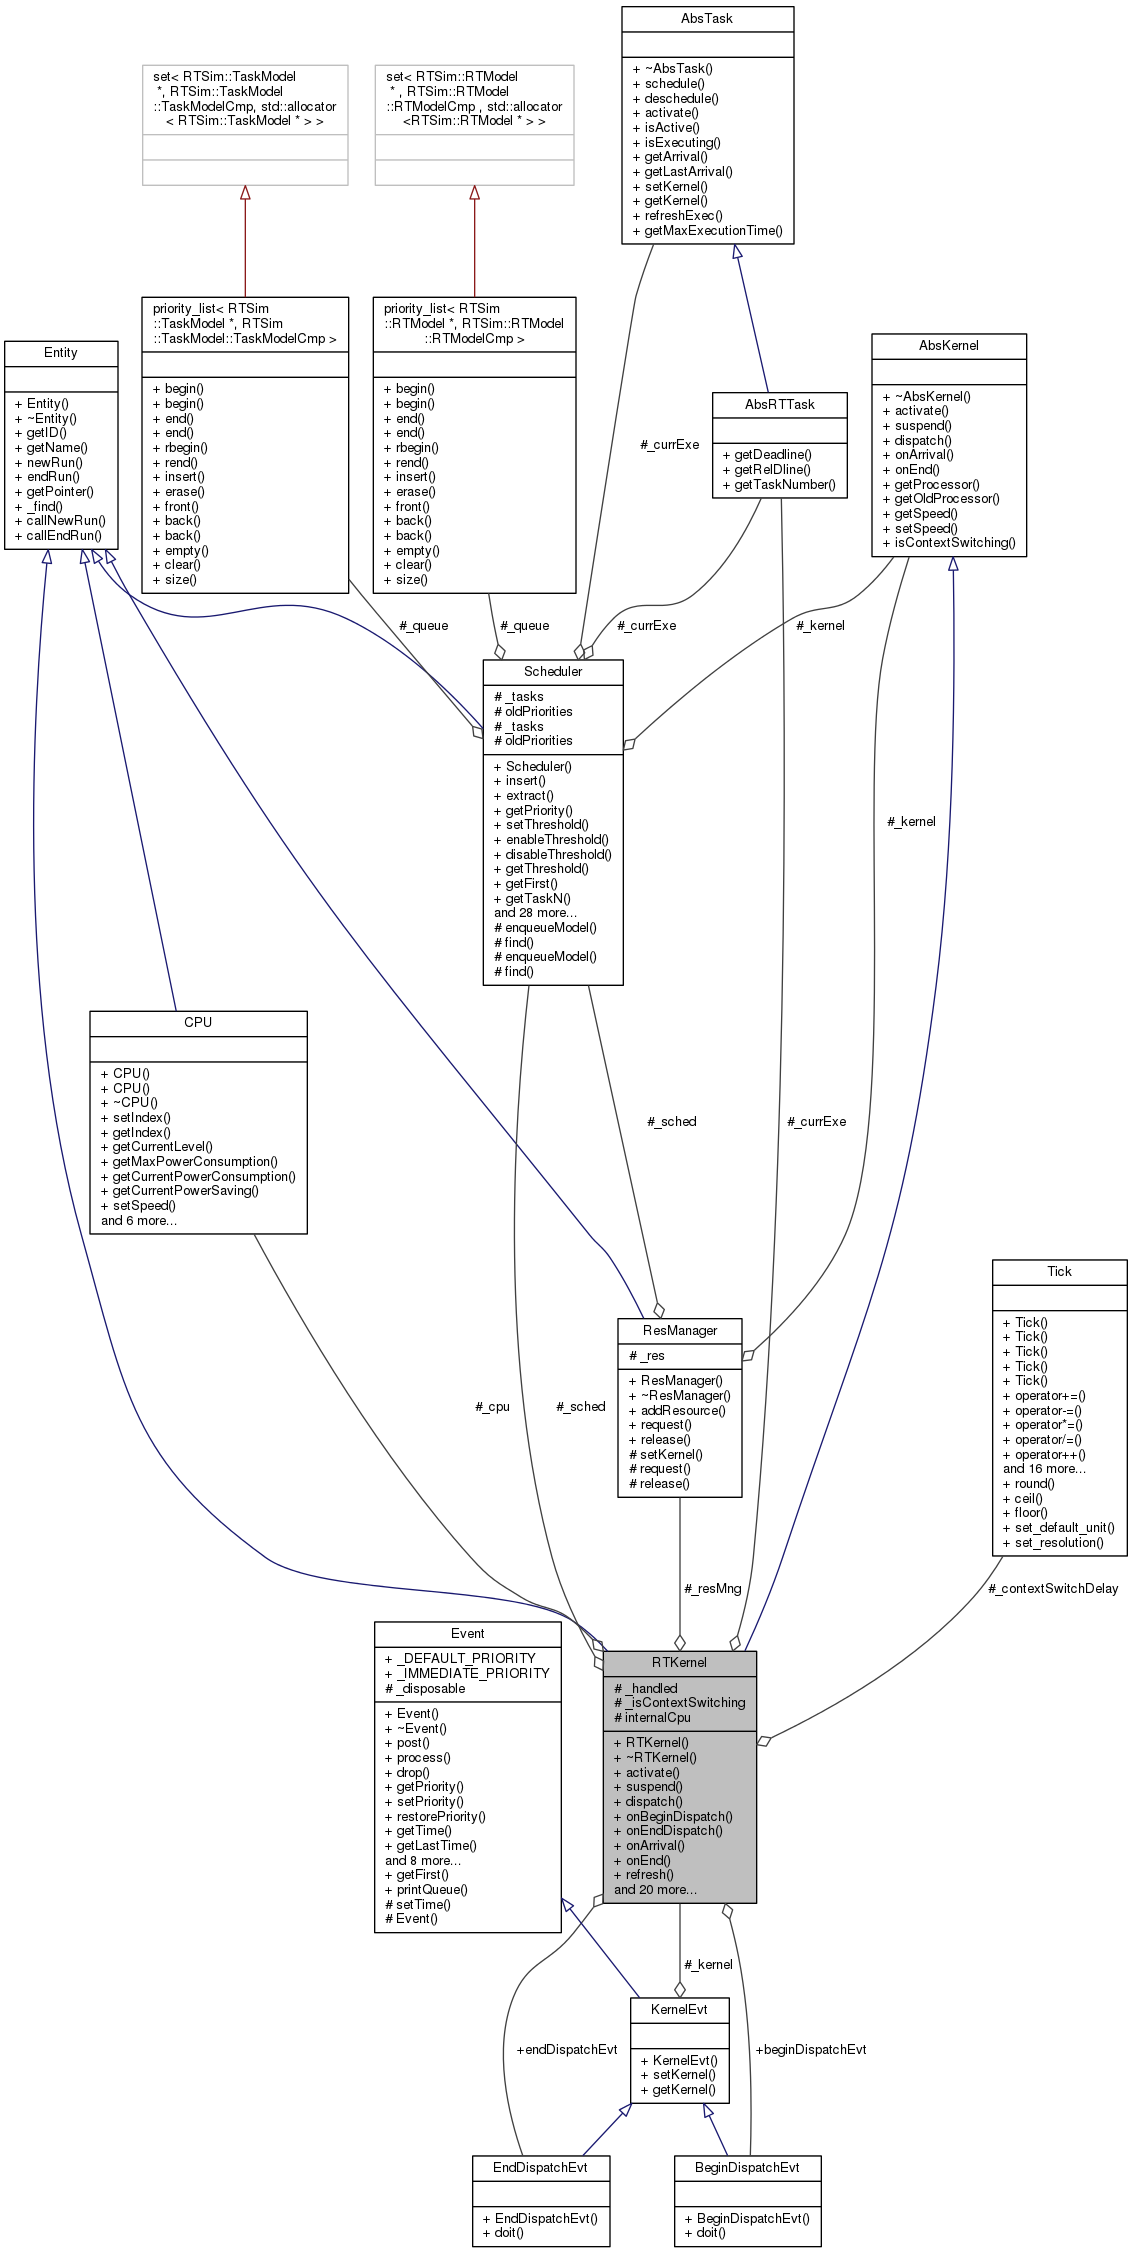 AbsTask
+ ~AbsTask()
+ schedule()
+ deschedule()
+ activate()
+ isActive()
+ isExecuting()
+ getArrival()
+ getLastArrival()
+ setKernel()
+ getKernel()
+ refreshExec()
+ getMaxExecutionTime()
set< RTSim::TaskModel
*, RTSim::TaskModel
::TaskModelCmp, std::allocator
< RTSim::TaskModel * > >
set< RTSim::RTModel
* , RTSim::RTModel
::RTModelCmp , std::allocator
<RTSim::RTModel * > >
priority_list< RTSim
::TaskModel *, RTSim
::TaskModel::TaskModelCmp >
+ begin()
+ begin()
+ end()
+ end()
+ rbegin()
+ rend()
+ insert()
+ erase()
+ front()
+ back()
+ back()
+ empty()
+ clear()
+ size()
priority_list< RTSim
::RTModel *, RTSim::RTModel
::RTModelCmp >
+ begin()
+ begin()
+ end()
+ end()
+ rbegin()
+ rend()
+ insert()
+ erase()
+ front()
+ back()
+ back()
+ empty()
+ clear()
+ size()
Entity
+ Entity()
+ ~Entity()
+ getID()
+ getName()
+ newRun()
+ endRun()
+ getPointer()
+ _find()
+ callNewRun()
+ callEndRun()
AbsRTTask
+ getDeadline()
+ getRelDline()
+ getTaskNumber()
AbsKernel
+ ~AbsKernel()
+ activate()
+ suspend()
+ dispatch()
+ onArrival()
+ onEnd()
+ getProcessor()
+ getOldProcessor()
+ getSpeed()
+ setSpeed()
+ isContextSwitching()
#_currExe
#_queue
#_queue
#_currExe
#_kernel
Scheduler
# _tasks
# oldPriorities
# _tasks
# oldPriorities
+ Scheduler()
+ insert()
+ extract()
+ getPriority()
+ setThreshold()
+ enableThreshold()
+ disableThreshold()
+ getThreshold()
+ getFirst()
+ getTaskN()
and 28 more...
# enqueueModel()
# find()
# enqueueModel()
# find()
#_kernel
CPU
+ CPU()
+ CPU()
+ ~CPU()
+ setIndex()
+ getIndex()
+ getCurrentLevel()
+ getMaxPowerConsumption()
+ getCurrentPowerConsumption()
+ getCurrentPowerSaving()
+ setSpeed()
and 6 more...
#_sched
#_currExe
ResManager
# _res
+ ResManager()
+ ~ResManager()
+ addResource()
+ request()
+ release()
# setKernel()
# request()
# release()
Tick
+ Tick()
+ Tick()
+ Tick()
+ Tick()
+ Tick()
+ operator+=()
+ operator-=()
+ operator*=()
+ operator/=()
+ operator++()
and 16 more...
+ round()
+ ceil()
+ floor()
+ set_default_unit()
+ set_resolution()
#_cpu
#_sched
#_resMng
#_contextSwitchDelay
Event
+ _DEFAULT_PRIORITY
+ _IMMEDIATE_PRIORITY
# _disposable
+ Event()
+ ~Event()
+ post()
+ process()
+ drop()
+ getPriority()
+ setPriority()
+ restorePriority()
+ getTime()
+ getLastTime()
and 8 more...
+ getFirst()
+ printQueue()
# setTime()
# Event()
RTKernel
# _handled
# _isContextSwitching
# internalCpu
+ RTKernel()
+ ~RTKernel()
+ activate()
+ suspend()
+ dispatch()
+ onBeginDispatch()
+ onEndDispatch()
+ onArrival()
+ onEnd()
+ refresh()
and 20 more...
#_kernel
KernelEvt
+ KernelEvt()
+ setKernel()
+ getKernel()
+endDispatchEvt
+beginDispatchEvt
EndDispatchEvt
+ EndDispatchEvt()
+ doit()
BeginDispatchEvt
+ BeginDispatchEvt()
+ doit()